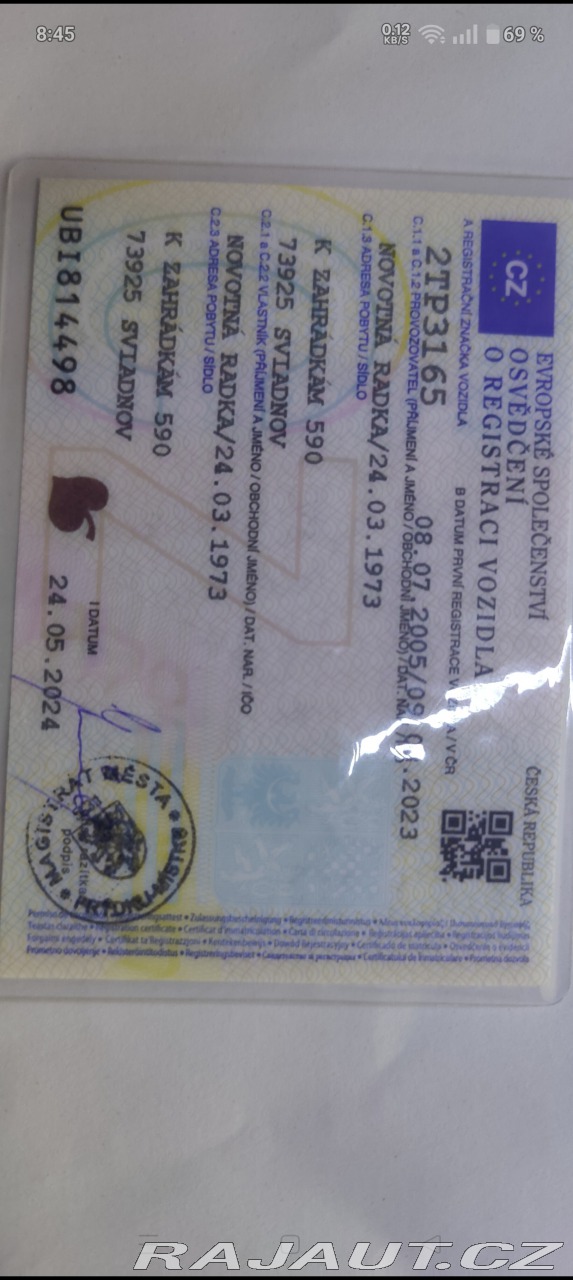 8:45
0.12
KB/S
69 %
EVROPSKÉ SPOLEČENSTVÍ
ČESKÁ REPUBLIKA
CZ
OSVĚDČENÍ
O REGISTRACI VOZIDLA
A REGISTRAČNÍ ZNAČKA VOZIDLA
B DATUM PRVNÍ REGISTRACE
/V ČR
2TP3165
08.07.2005/09
.2023
C.1.1 a C.1.2 PROVOZOVATEL (PŘÍJMENÍ A JMÉNO / OBCHODNÍ JMÉNO) / DAT.
NOVOTNÁ RADKA/24.03.1973
C.1.3 ADRESA POBYTU / SÍDLO
K ZAHRÁDKÁM 590
73925 SVIADNOV
C.2.1 a C.2.2 VLASTNÍK (PŘÍJMENÍ A JMÉNO / OBCHODNÍ JMÉNO) / DAT. NAR. / IČO
NOVOTNÁ RADKA/24.03.1973
C.2.3 ADRESA POBYTU / SÍDLO
K ZAHRÁDKÁM 590
73925 SVIADNOV
I DATUM
UBI814498
24.05.2024
podpis
RAJAUT.CZ